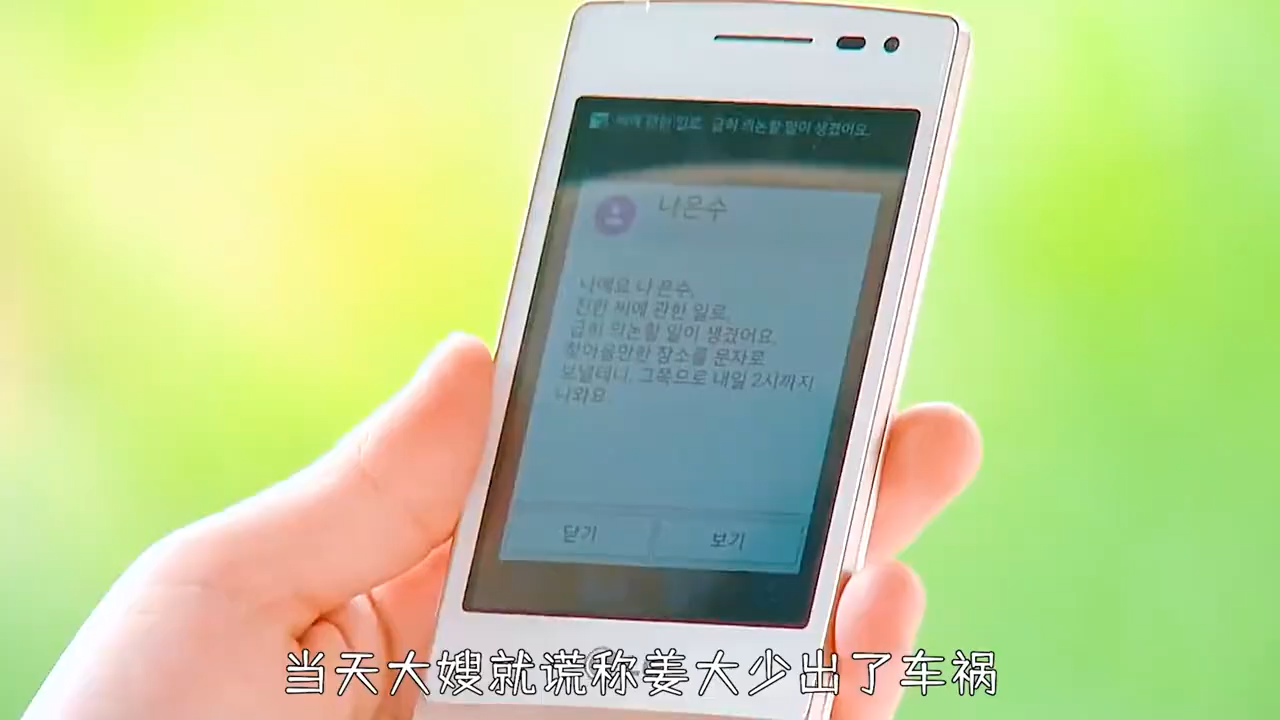 씨에 관한 일로, 급히 의논할 일이 생겼어요.
나은수
나예요 나 은수.
진한 씨에 관한 일로,
급히 의논할 일이 생겼어요.
찾아올만한 장소를 문자로
보낼테니, 그쪽으로 내일 2시까지
나와요
닫기
보기
当天大嫂就谎称姜大少出了车祸